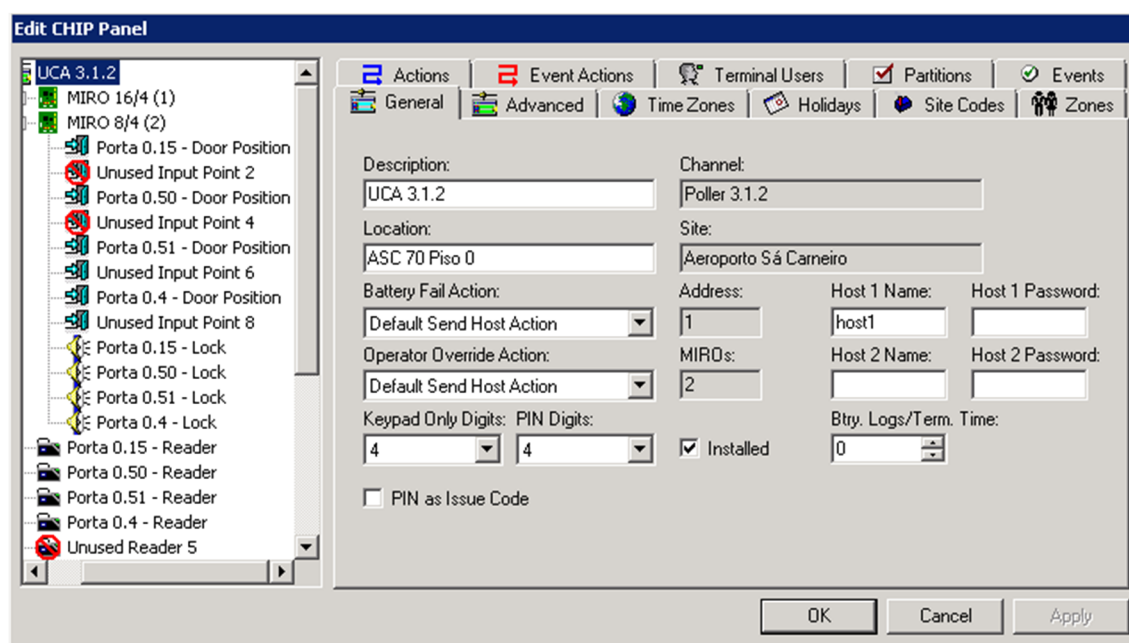 Edit CHIP Panel
UCA 3.1.2
MIRO 16/4 (1)
MIRO 8/4 (2)
Porta 0.15 - Door Position
Unused Input Point 2
Porta 0.50 - Door Position
Unused Input Point 4
Porta 0.51 - Door Position
Unused Input Point 6
Porta 0.4 - Door Position
Unused Input Point 8
Porta 0.15 - Lock
Porta 0.50 - Lock
Porta 0.51 - Lock
Porta 0.4 - Lock
Porta 0.15 - Reader
Porta 0.50 - Reader
Porta 0.51 - Reader
Porta 0.4 - Reader
Unused Reader 5
Actions Event Actions Terminal Users Partitions Events
General Advanced Time Zones Holidays Site Codes Zones
Description: Channel:
UCA 3.1.2 Poller 3.1.2
Location: Site:
ASC 70 Piso 0 Aeroporto Sá Carneiro
Battery Fail Action: Address: Host 1 Name: Host 1 Password:
Default Send Host Action 1 host1
Operator Override Action: MIROs: Host 2 Name: Host 2 Password:
Default Send Host Action 2
Keypad Only Digits: PIN Digits: Btry. Logs/Term. Time:
4 4 Installed 0
PIN as Issue Code
OK Cancel Apply